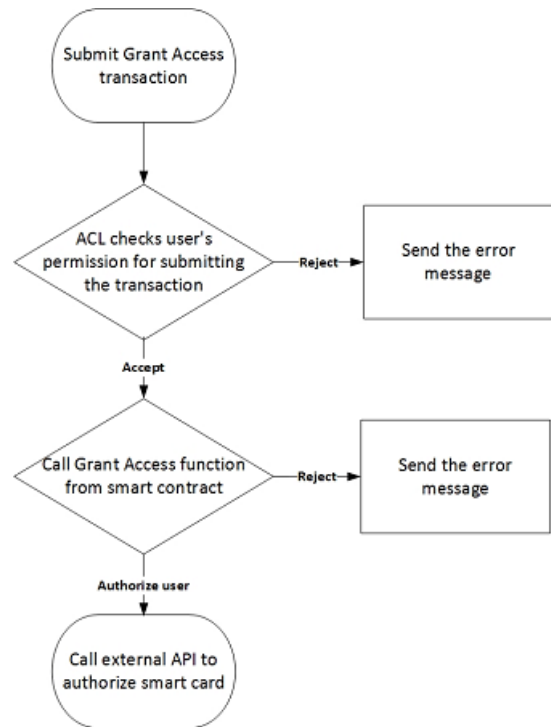 Submit Grant Access
transaction
ACL checks user's
permission for submitting
the transaction
Reject
Send the error
message
Accept
Call Grant Access function
from smart contract
Reject
Send the error
message
Authorize user
Call external API to
authorize smart card